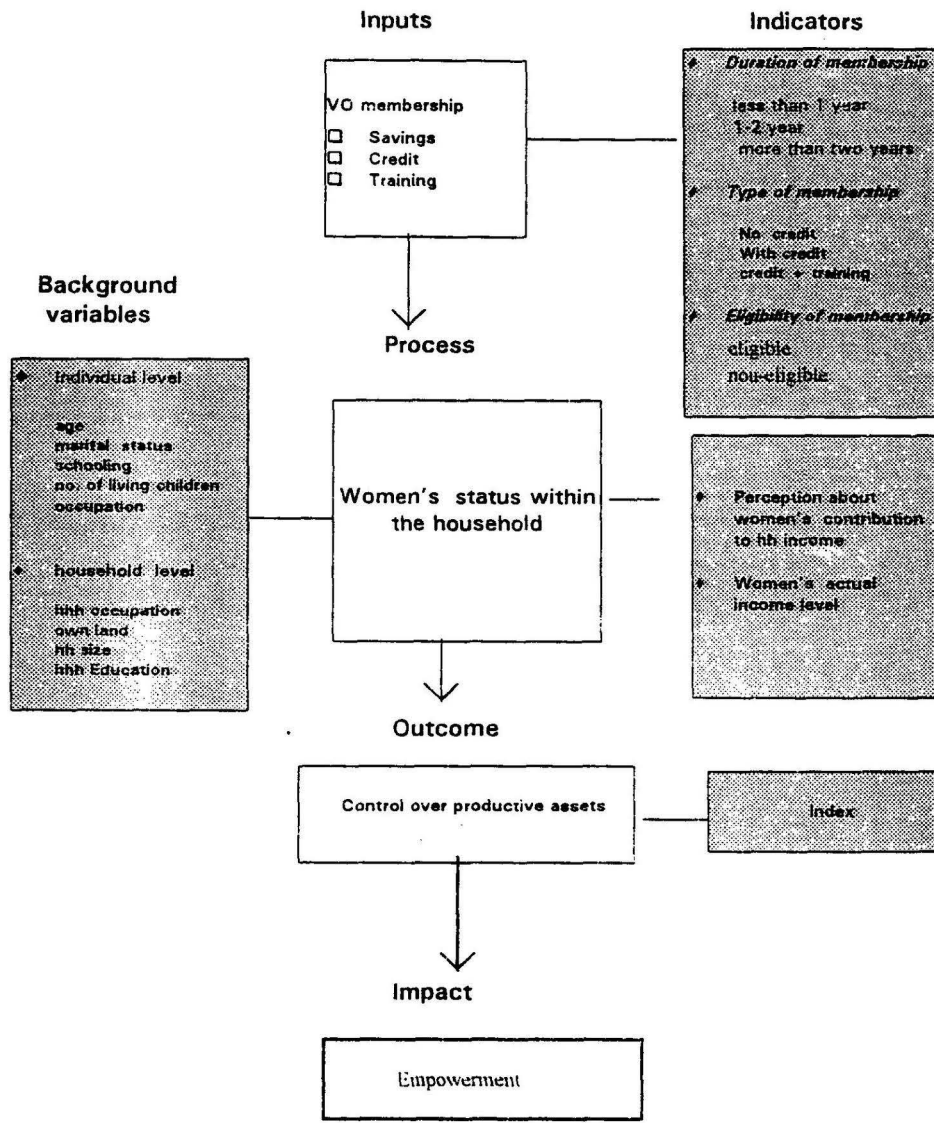 Inputs
Indicators
VO membership
Savings
Credit
Training
Duration of membership
less than 1 year
1-2 year
more than two years
Type of membership
No credit
With credit
credit + training
Eligibility of membership
eligible
non-eligible
Background
variables
Individual level
age
marital status
schooling
no. of living children
occupation
household level
hhh occupation
own land
hh size
hhh Education
Process
Women's status within
the household
Perception about
women's contribution
to hh income
Women's actual
income level
Outcome
Control over productive assets
Index
Impact
Empowerment